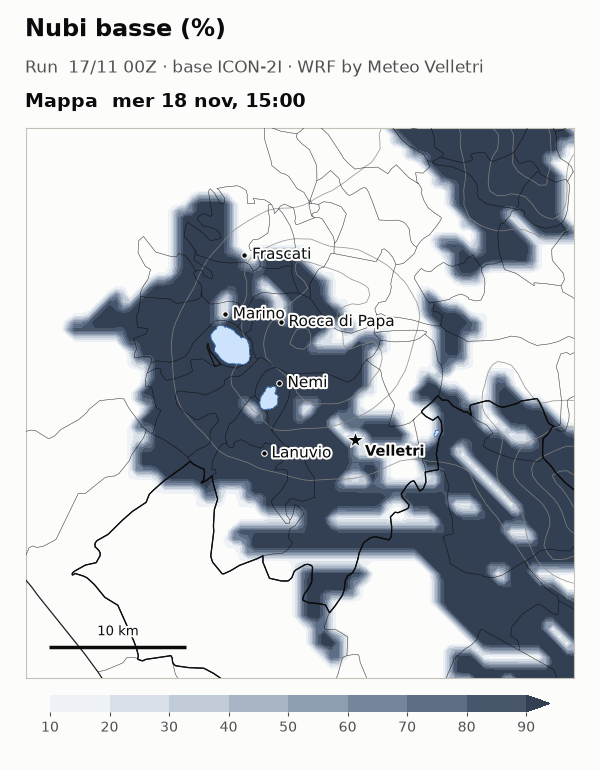 Nubi basse (%)
Run  17/11 00Z · base ICON-2I · WRF by Meteo Velletri
Mappa  mer 18 nov, 15:00
Frascati
Marino
Rocca di Papa
Nemi
Velletri
Lanuvio
10 km
10 20 30 40 50 60 70 80 90